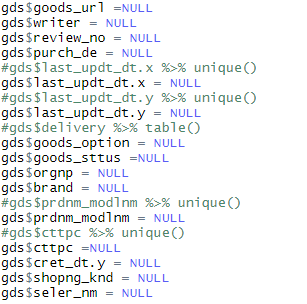 gds$goods_url =NULL
gds$writer = NULL
gds$review_no = NULL
gds$purch_de = NULL
#gds$last_updt_dt.x %>% unique()
gds$last_updt_dt.x = NULL
#gds$last_updt_dt.y %>% unique()
gds$last_updt_dt.y = NULL
#gds$delivery %>% table()
gds$goods_option = NULL
gds$goods_sttus =NULL
gds$orgnp = NULL
gds$brand = NULL
#gds$prdnm_modlnm %>% unique()
gds$prdnm_modlnm = NULL
#gds$cttpc %>% unique()
gds$cttpc =NULL
gds$cret_dt.y = NULL
gds$shopng_knd = NULL
gds$seler_nm = NULL